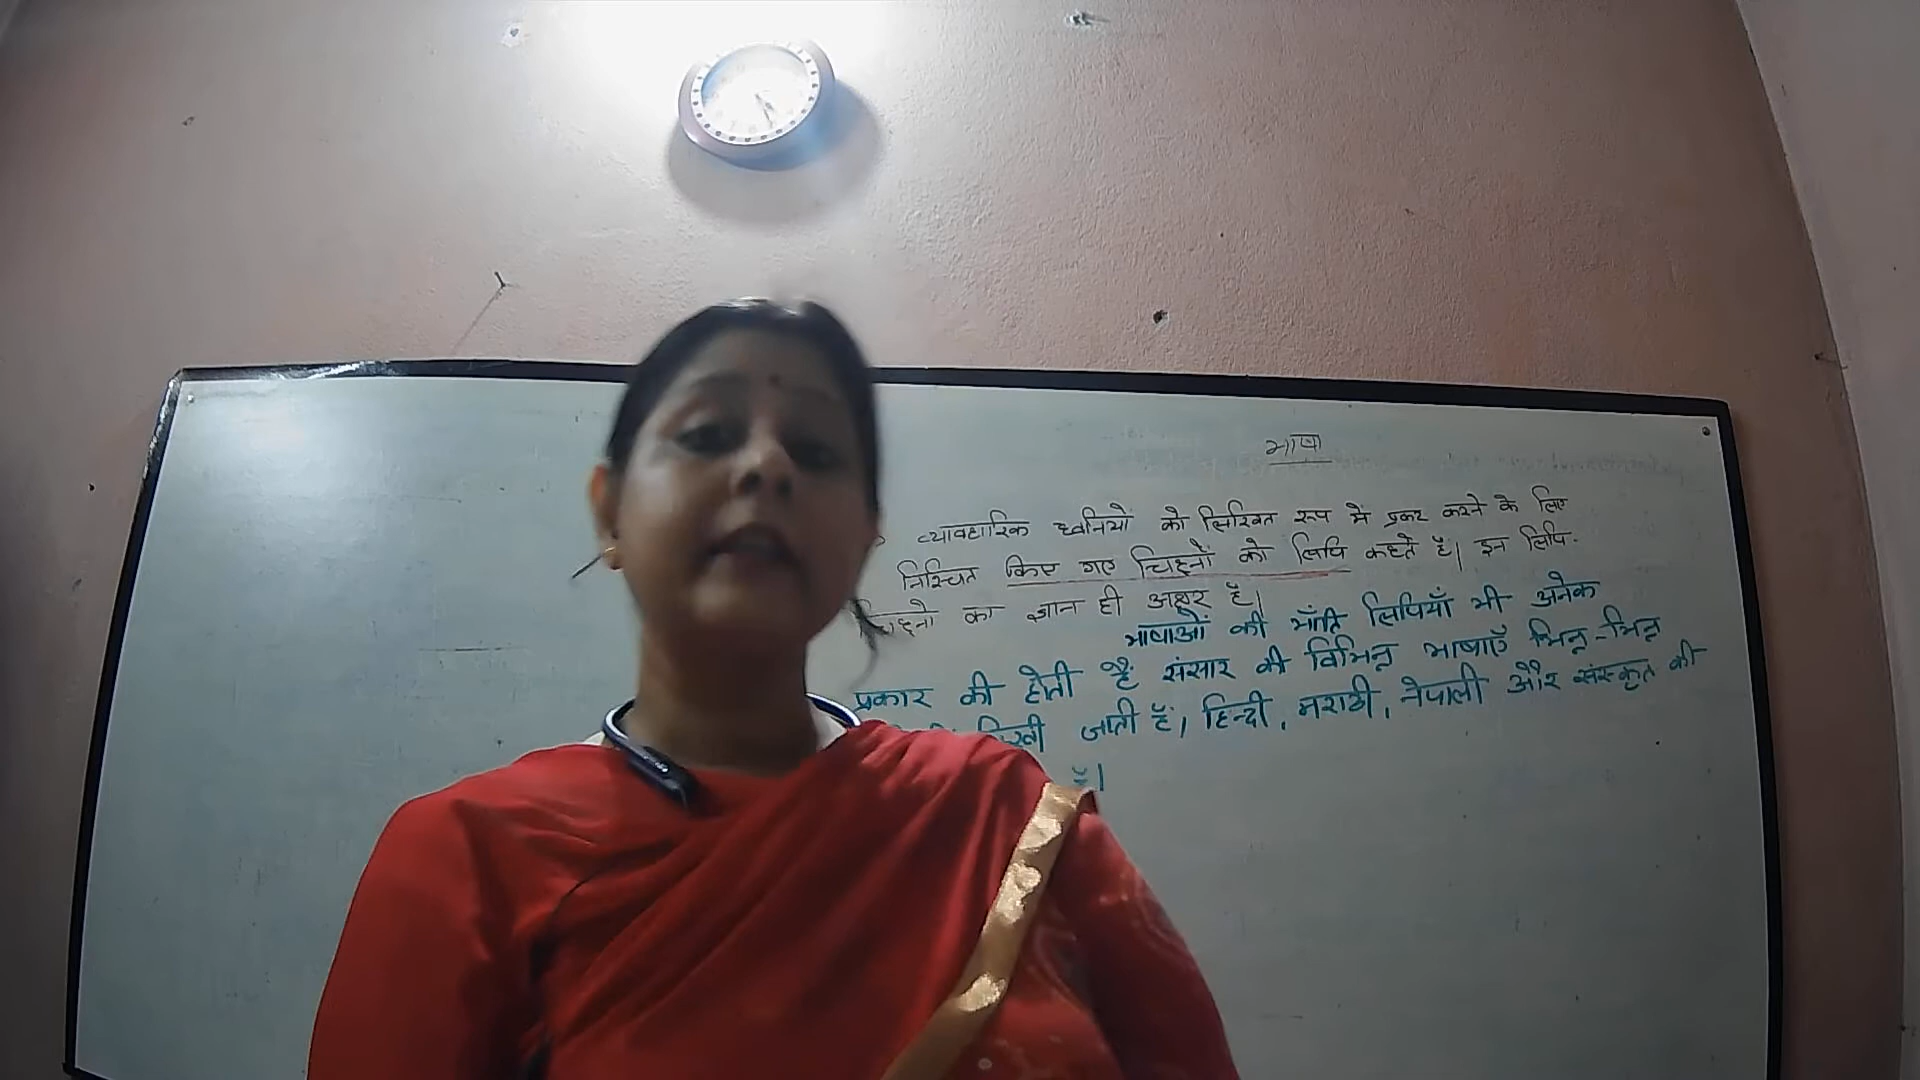 भाषा
व्यावहारिक ध्वनियों को लिखित रूप में प्रकट करने के लिए
निश्चित किए गए चिह्नों को लिपि कहते हैं। इन लिपि-
का ज्ञान ही अक्षर है।
भाषाओं की भाँति लिपियाँ भी अनेक
प्रकार की होती हैं संसार की विभिन्न भाषाएँ भिन्न-भिन्न
जाती हैं। हिन्दी, मराठी, नेपाली और संस्कृत की
है।